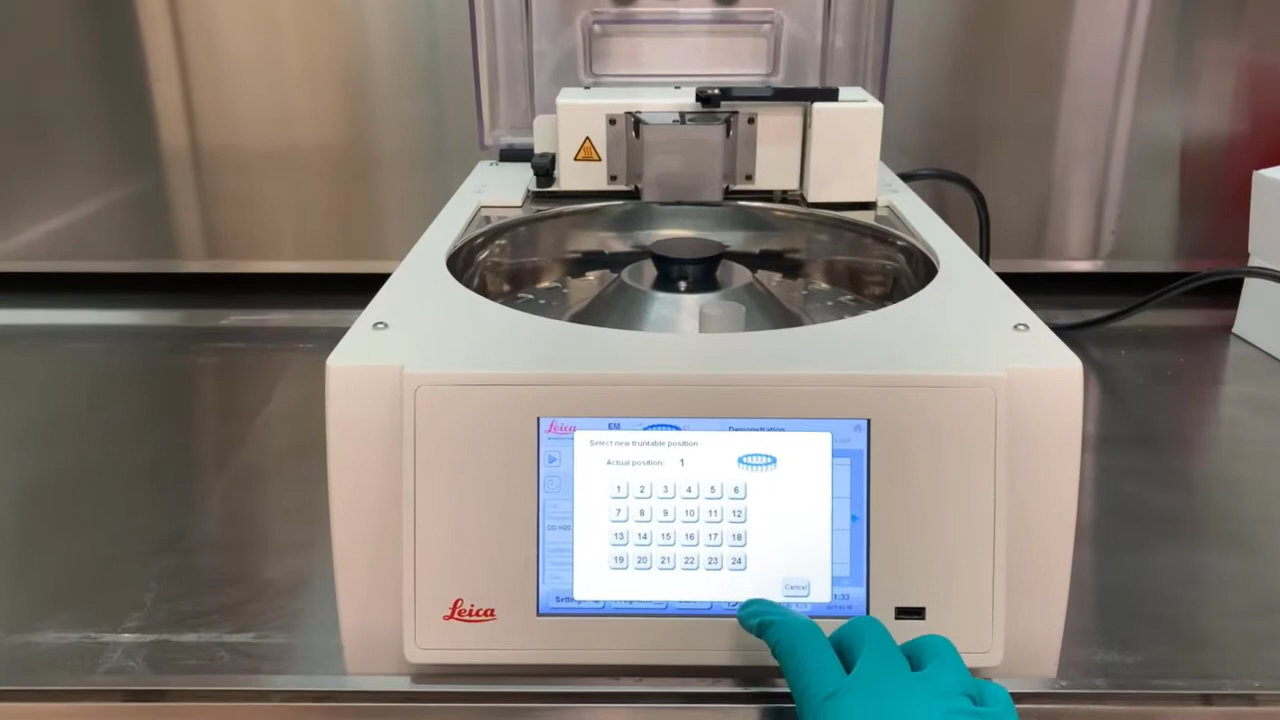 Leica
EM
Demonstration
Select new truntable position
Actual position: 1
1 2 3 4 5 6
7 8 9 10 11 12
13 14 15 16 17 18
19 20 21 22 23 24
Cancel
Leica